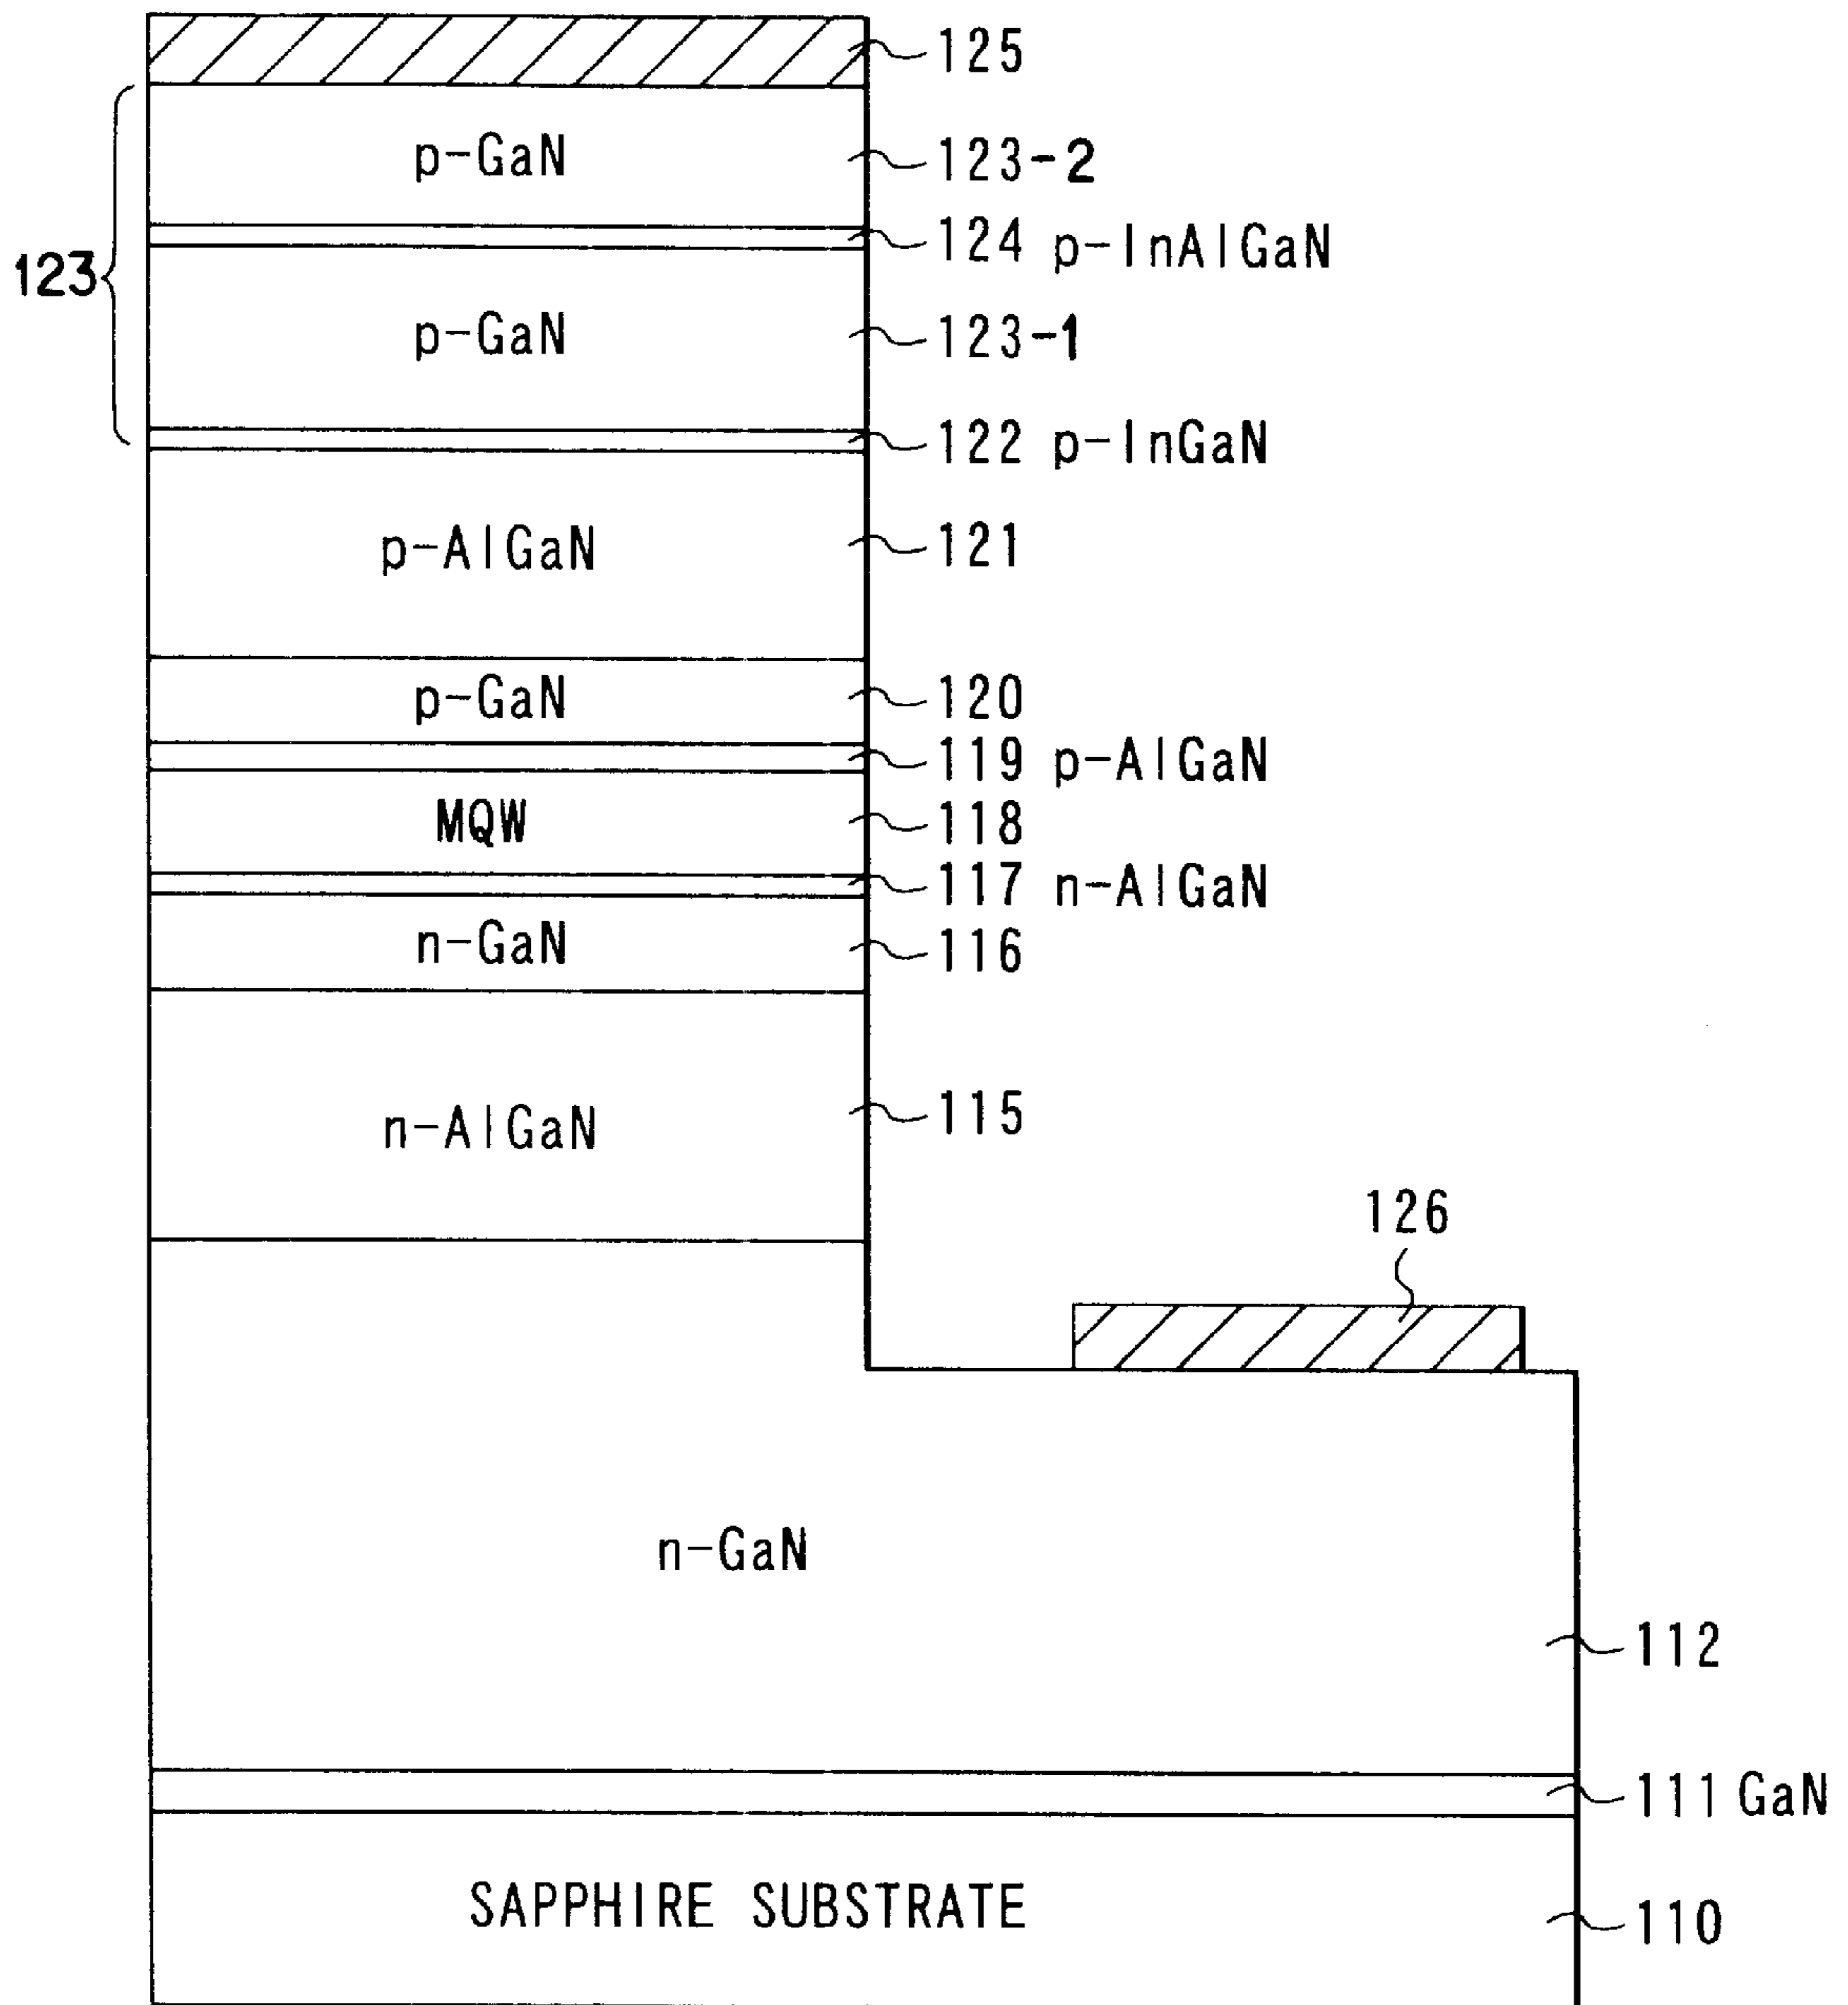 125
p-GaN 123-2
124 p-InAlGaN
123
p-GaN 123-1
122 p-InGaN
p-AlGaN 121
p-GaN 120
119 p-AlGaN
MQW 118
117 n-AlGaN
n-GaN 116
n-AlGaN 115
126
n-GaN
112
111 GaN
SAPPHIRE SUBSTRATE 110